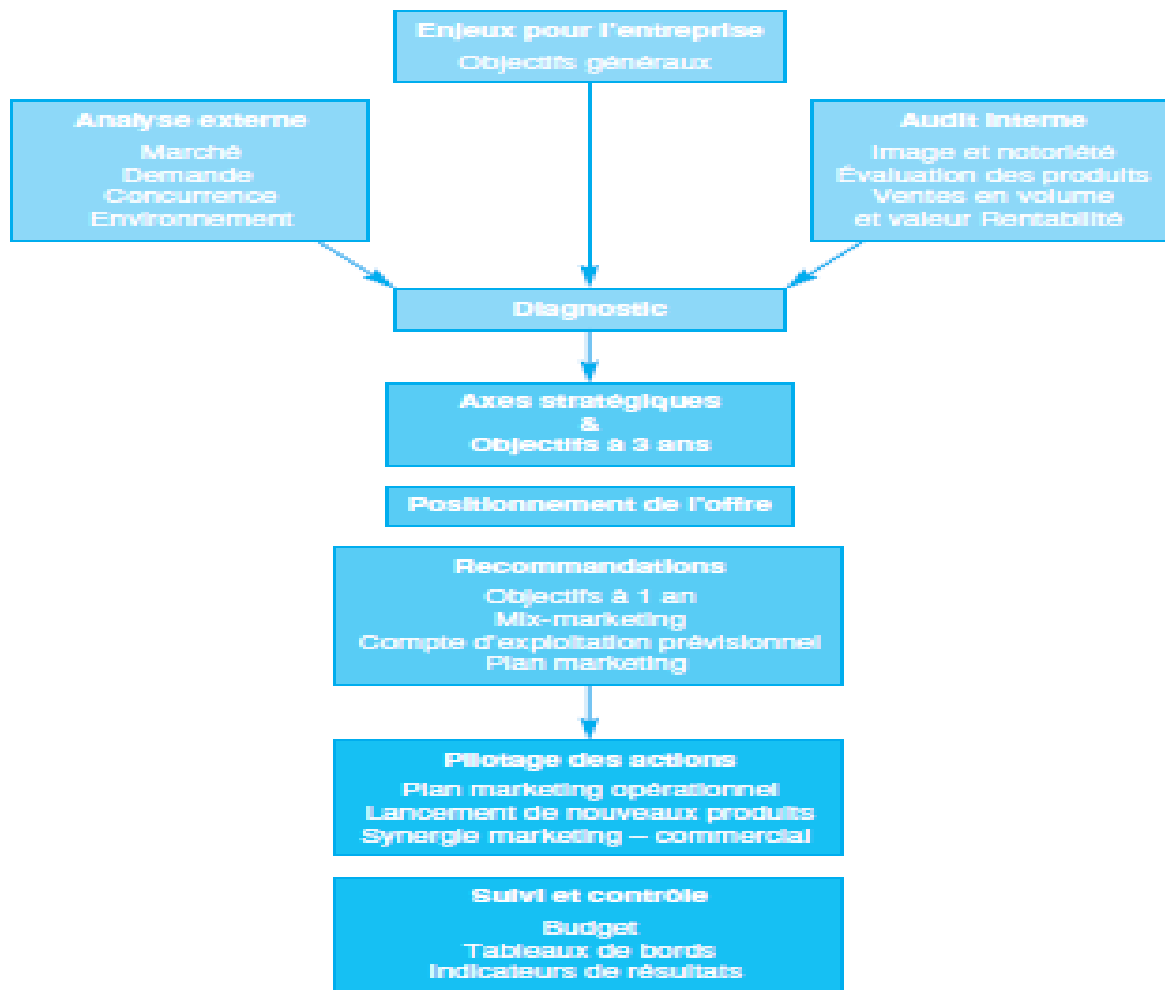 Enjeux pour l'entreprise
Objectifs généraux
Analyse externe
Marché
Demande
Concurrence
Environnement
Audit interne
Image et notoriété
Évaluation des produits
Ventes en volume
et valeur Rentabilité
Diagnostic
Axes stratégiques
&
Objectifs à 3 ans
Positionnement de l'offre
Recommandations
Objectifs à 1 an
Mix-marketing
Compte d'exploitation prévisionnel
Plan marketing
Pilotage des actions
Plan marketing opérationnel
Lancement de nouveaux produits
Synergie marketing – commercial
Suivi et contrôle
Budget
Tableaux de bords
Indicateurs de résultats